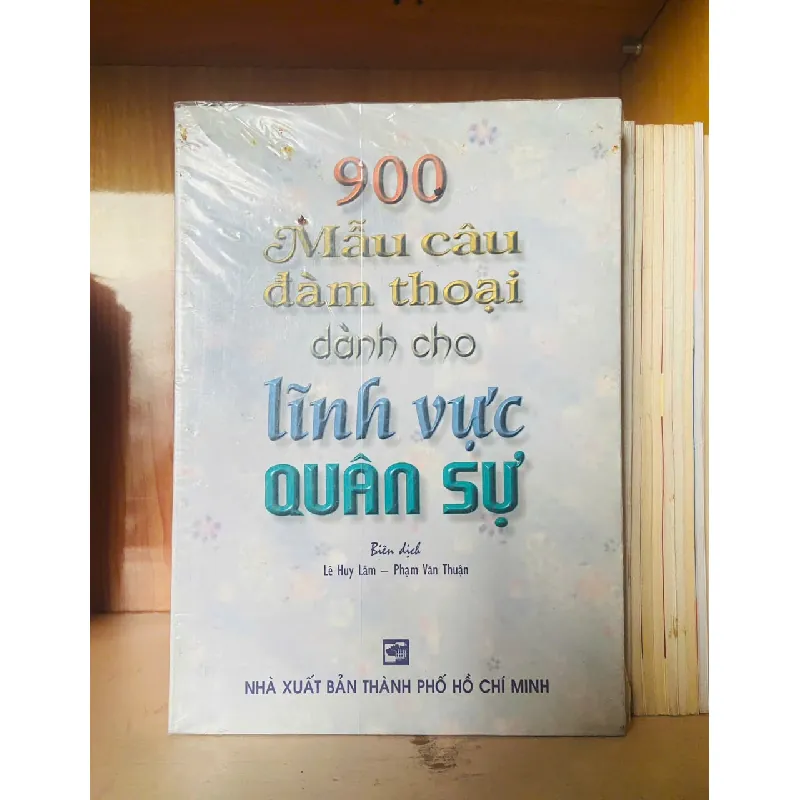 900
Mẫu câu
đàm thoại
dành cho
lĩnh vực
QUÂN SỰ
Biên dịch
Lê Huy Lâm – Phạm Văn Thuận
NHÀ XUẤT BẢN THÀNH PHỐ HỒ CHÍ MINH